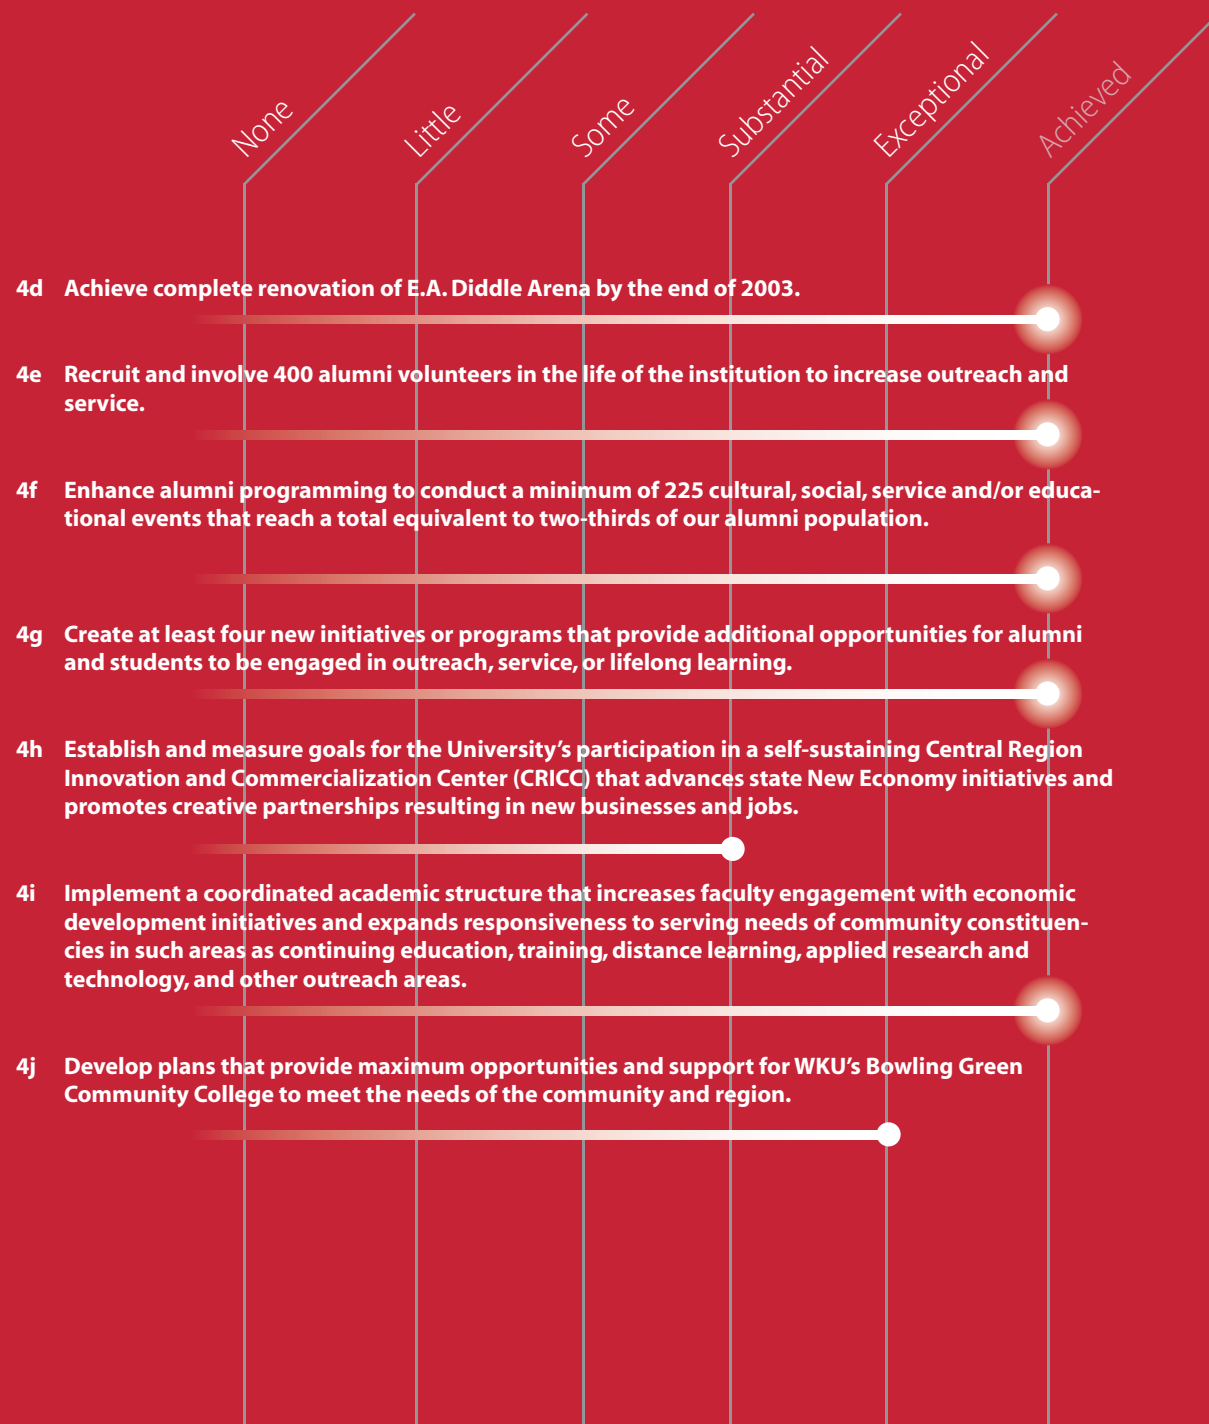 None
Little
Some
Substantial
Exceptional
Achieved
4d Achieve complete renovation of E.A. Diddle Arena by the end of 2003.
4e Recruit and involve 400 alumni volunteers in the life of the institution to increase outreach and
service.
4f Enhance alumni programming to conduct a minimum of 225 cultural, social, service and/or educa-
tional events that reach a total equivalent to two-thirds of our alumni population.
4g Create at least four new initiatives or programs that provide additional opportunities for alumni
and students to be engaged in outreach, service, or lifelong learning.
4h Establish and measure goals for the University's participation in a self-sustaining Central Region
Innovation and Commercialization Center (CRICC) that advances state New Economy initiatives and
promotes creative partnerships resulting in new businesses and jobs.
4i Implement a coordinated academic structure that increases faculty engagement with economic
development initiatives and expands responsiveness to serving needs of community constituen-
cies in such areas as continuing education, training, distance learning, applied research and
technology, and other outreach areas.
4j Develop plans that provide maximum opportunities and support for WKU's Bowling Green
Community College to meet the needs of the community and region.